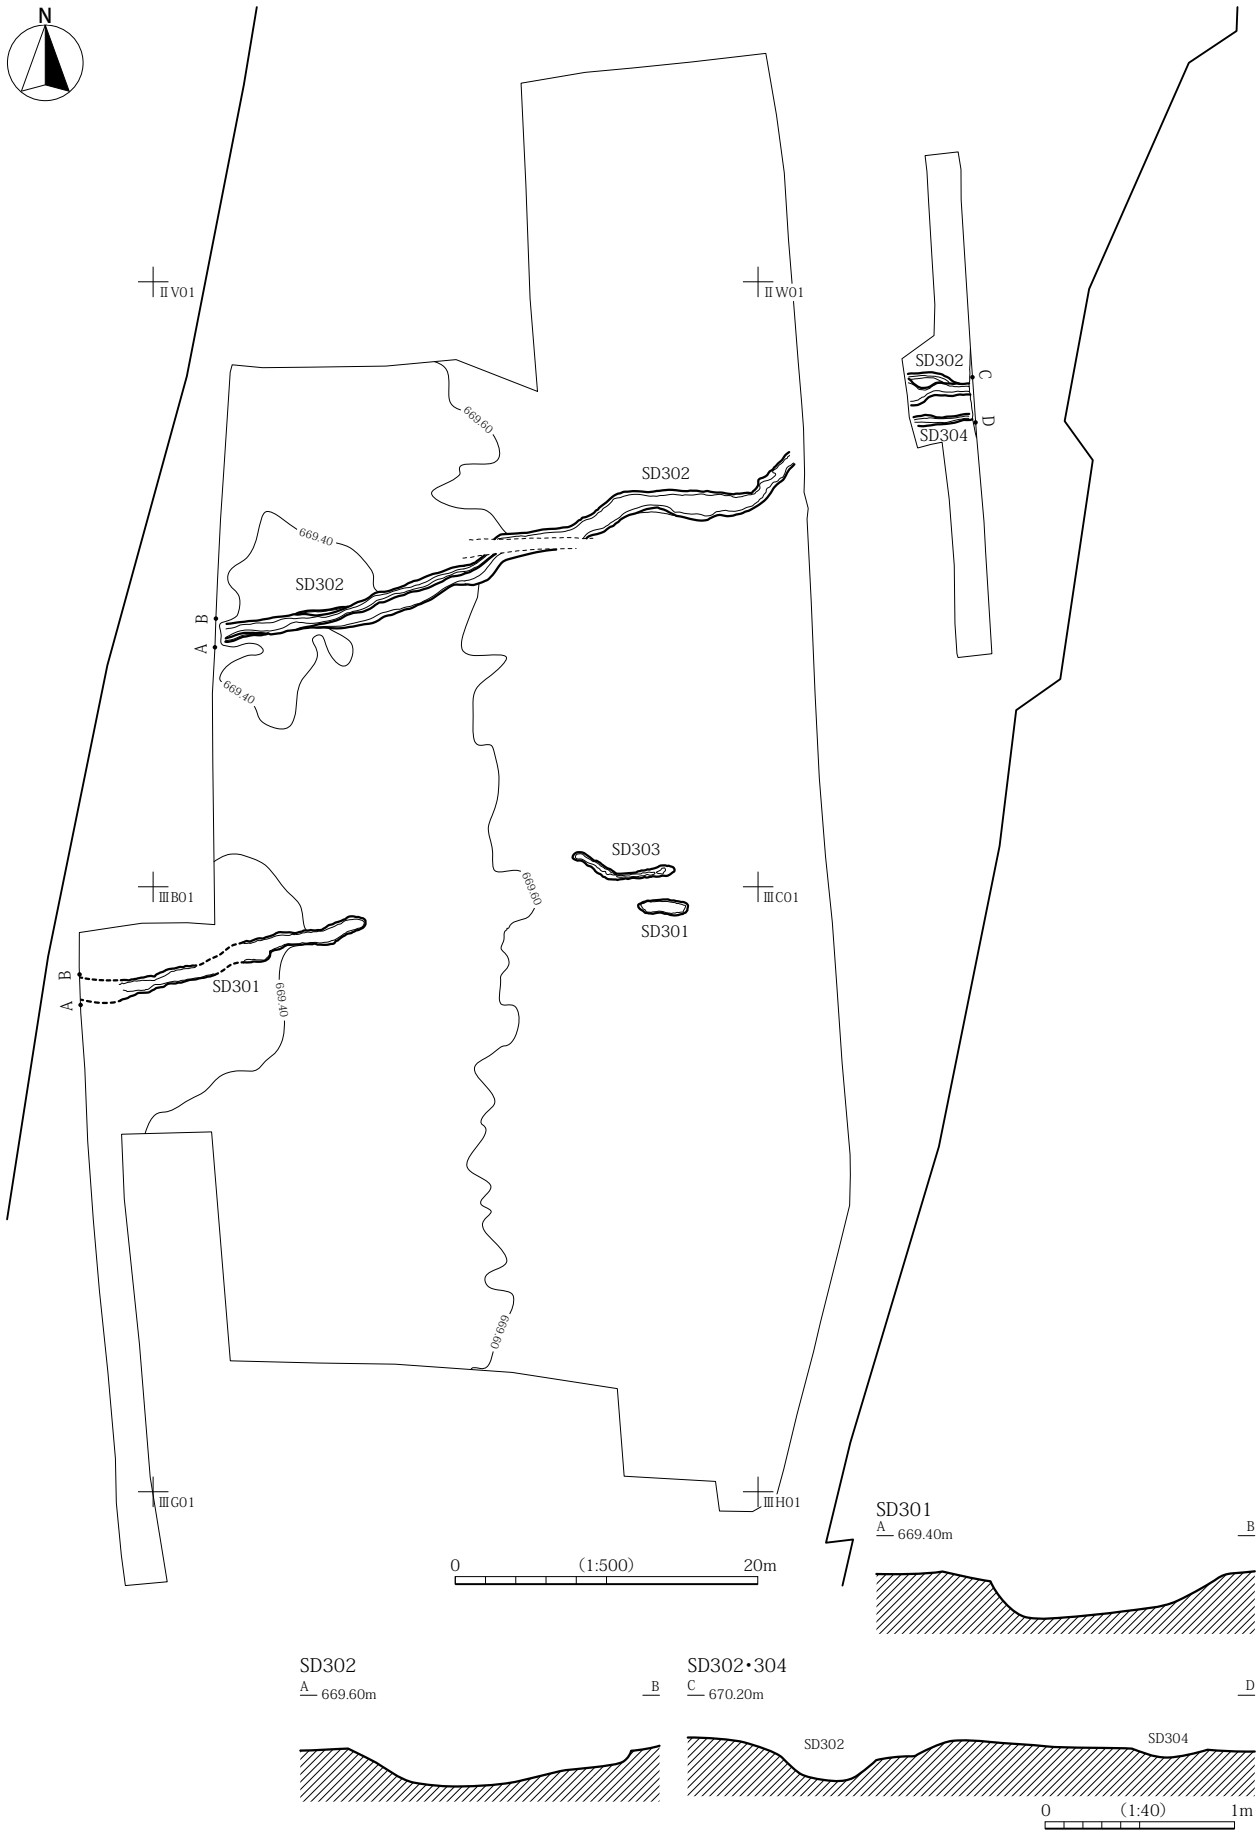 N
ⅡV01
ⅡW01
SD302
C
D
SD304
669.60
SD302
669.40
SD302
B
A
669.40
SD303
ⅢB01
669.60
ⅢC01
SD301
B
SD301
A
669.40
669.60
ⅢG01
ⅢH01
0 (1:500) 20m
SD301
A 669.40m B
SD302
A 669.60m B
SD302・304
C 670.20m D
SD302
SD304
0 (1:40) 1m